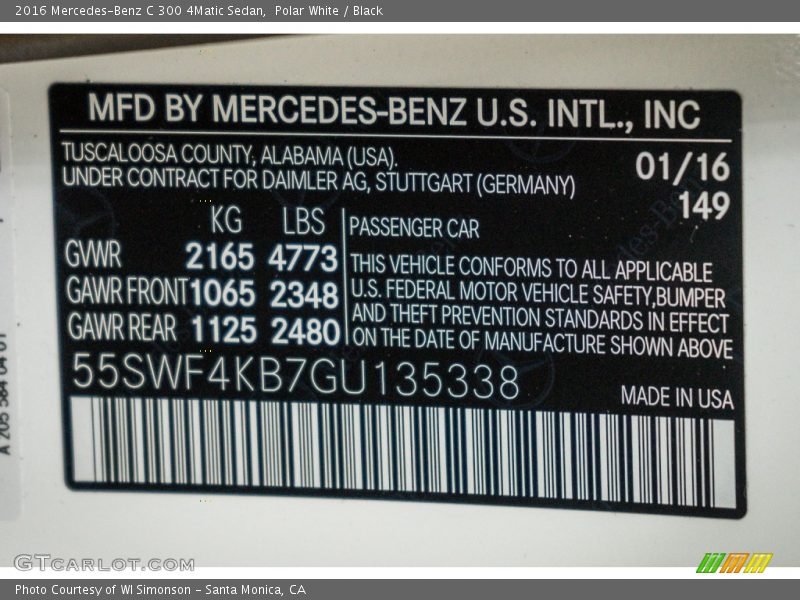 2016 Mercedes-Benz C 300 4Matic Sedan,  Polar White / Black
MFD BY MERCEDES-BENZ U.S. INTL., INC
TUSCALOOSA COUNTY, ALABAMA (USA).
UNDER CONTRACT FOR DAIMLER AG, STUTTGART (GERMANY)
01/16
149
KG LBS
GVWR 2165 4773
GAWR FRONT 1065 2348
GAWR REAR 1125 2480
PASSENGER CAR
THIS VEHICLE CONFORMS TO ALL APPLICABLE
U.S. FEDERAL MOTOR VEHICLE SAFETY,BUMPER
AND THEFT PREVENTION STANDARDS IN EFFECT
ON THE DATE OF MANUFACTURE SHOWN ABOVE
55SWF4KB7GU135338
MADE IN USA
A 205 584 04 01
GTcarlot.com
Photo Courtesy of WI Simonson - Santa Monica, CA